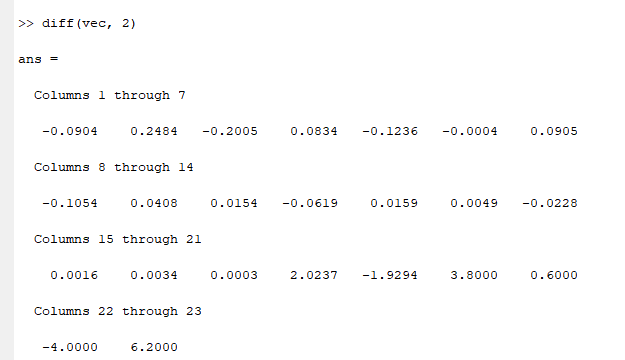 >> diff(vec, 2)
ans =
Columns 1 through 7
-0.0904 0.2484 -0.2005 0.0834 -0.1236 -0.0004 0.0905
Columns 8 through 14
-0.1054 0.0408 0.0154 -0.0619 0.0159 0.0049 -0.0228
Columns 15 through 21
0.0016 0.0034 0.0003 2.0237 -1.9294 3.8000 0.6000
Columns 22 through 23
-4.0000 6.2000